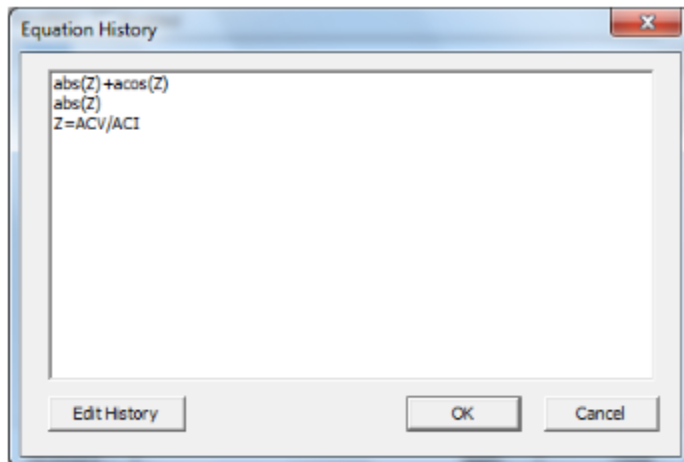 Equation History
abs(Z)+acos(Z)
abs(Z)
Z=ACV/ACI
Edit History
OK
Cancel